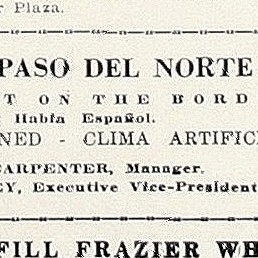 Plaza.
PASO DEL NORTE
T ON THE BORD
Habla Español.
NED - CLIMA ARTIFIC
CARPENTER, Manager.
EY, Executive Vice-President
FILL FRAZIER WH